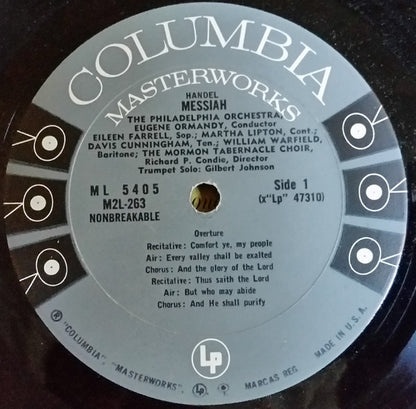 COLUMBIA
MASTERWORKS
HANDEL
MESSIAH
THE PHILADELPHIA ORCHESTRA,
EUGENE ORMANDY, Conductor
EILEEN FARRELL, Sop.; MARTHA LIPTON, Cont.;
DAVIS CUNNINGHAM, Ten.; WILLIAM WARFIELD,
Baritone; THE MORMON TABERNACLE CHOIR,
Richard P. Condie, Director
Trumpet Solo: Gilbert Johnson
ML 5405
M2L-263
NONBREAKABLE
Side 1
(x"Lp" 47310)
Overture
Recitative: Comfort ye, my people
Air: Every valley shall be exalted
Chorus: And the glory of the Lord
Recitative: Thus saith the Lord
Air: But who may abide
Chorus: And He shall purify
LP
® "COLUMBIA", "MASTERWORKS", MARCAS REG MADE IN U.S.A.